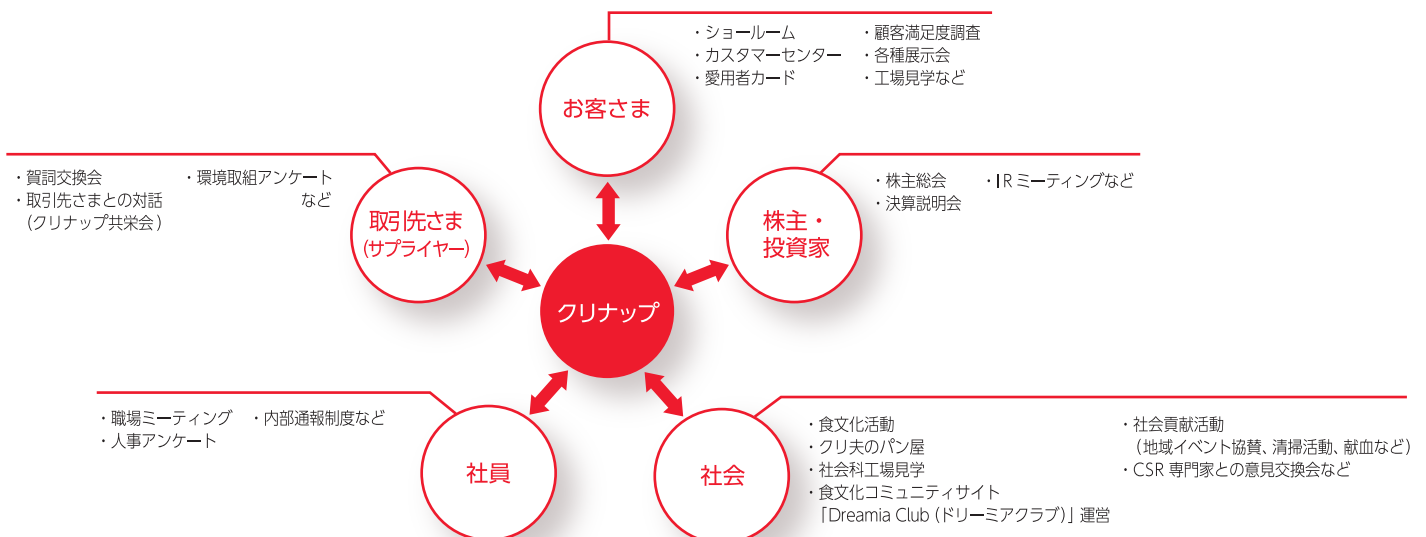 ・ショールーム
・カスタマーセンター
・愛用者カード
・顧客満足度調査
・各種展示会
・工場見学など
お客さま
・賀詞交換会
・取引先さまとの対話
(クリナップ共栄会)
・環境取組アンケート
など
取引先さま
(サプライヤー)
・株主総会
・決算説明会
・IRミーティングなど
株主・
投資家
クリナップ
・職場ミーティング
・人事アンケート
・内部通報制度など
社員
・食文化活動
・クリ夫のパン屋
・社会科工場見学
・食文化コミュニティサイト
「Dreamia Club (ドリーミアクラブ)」運営
・社会貢献活動
(地域イベント協賛、清掃活動、献血など)
・CSR 専門家との意見交換会など
社会